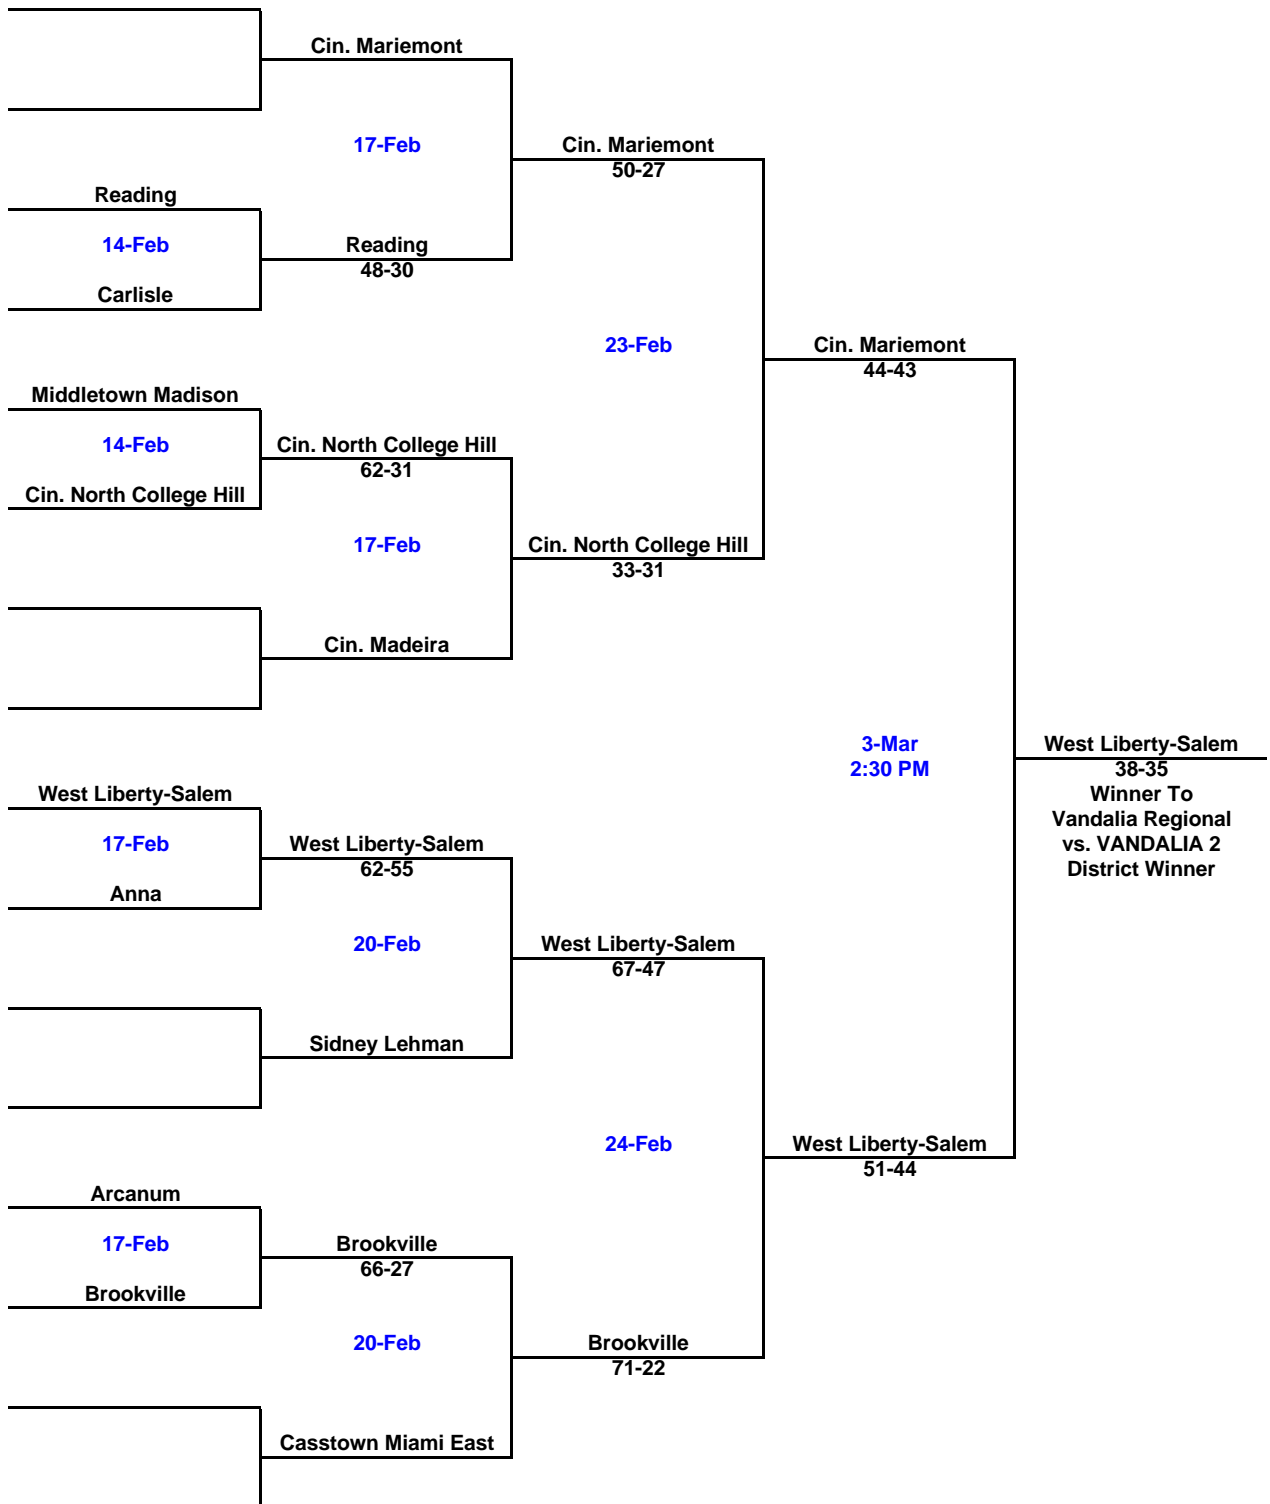 Cin. Mariemont
17-Feb
Cin. Mariemont
50-27
Reading
14-Feb
Reading
48-30
Carlisle
23-Feb
Cin. Mariemont
44-43
Middletown Madison
14-Feb
Cin. North College Hill
62-31
Cin. North College Hill
17-Feb
Cin. North College Hill
33-31
Cin. Madeira
3-Mar
2:30 PM
West Liberty-Salem
38-35
Winner To
Vandalia Regional
vs. VANDALIA 2
District Winner
West Liberty-Salem
17-Feb
West Liberty-Salem
62-55
Anna
20-Feb
West Liberty-Salem
67-47
Sidney Lehman
24-Feb
West Liberty-Salem
51-44
Arcanum
17-Feb
Brookville
66-27
Brookville
20-Feb
Brookville
71-22
Casstown Miami East